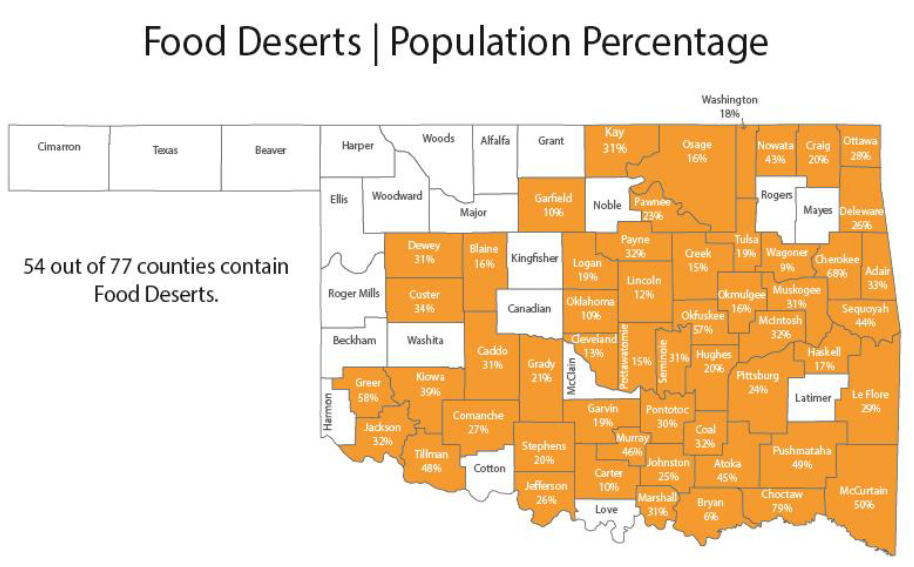 Food Deserts | Population Percentage
Washington
18%
Cimarron
Texas
Beaver
Harper
Woods
Alfalfa
Grant
Kay
31%
Osage
16%
Nowata
43%
Craig
20%
Ottawa
28%
Ellis
Woodward
Major
Garfield
10%
Noble
Pawnee
23%
Rogers
Mayes
Deleware
26%
54 out of 77 counties contain
Food Deserts.
Dewey
31%
Blaine
16%
Kingfisher
Logan
19%
Payne
32%
Creek
15%
Tulsa
19%
Wagoner
9%
Cherokee
68%
Adair
33%
Roger Mills
Custer
34%
Canadian
Oklahoma
10%
Lincoln
12%
Okmulgee
16%
Muskogee
31%
Sequoyah
44%
Okfuskee
57%
McIntosh
32%
Beckham
Washita
Caddo
31%
Grady
21%
McClain
Cleveland
13%
Pottawatomie
15%
Seminole
31%
Hughes
20%
Pittsburg
24%
Haskell
17%
Latimer
Le Flore
29%
Harmon
Greer
58%
Kiowa
39%
Jackson
32%
Comanche
27%
Garvin
19%
Pontotoc
30%
Coal
32%
Tillman
48%
Cotton
Stephens
20%
Murray
46%
Johnston
25%
Atoka
45%
Pushmataha
49%
Jefferson
26%
Carter
10%
Love
Marshall
31%
Bryan
6%
Choctaw
79%
McCurtain
50%